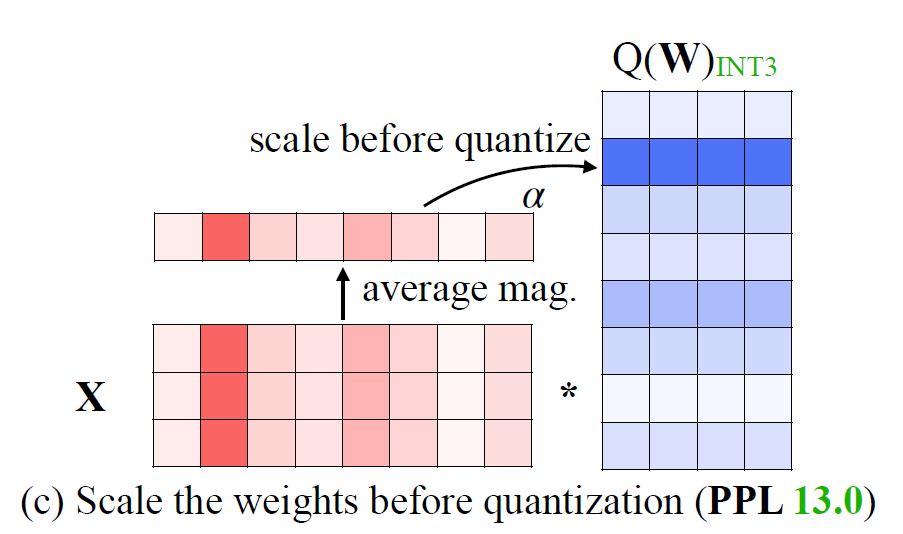 Q(W)INT3
scale before quantize
α
average mag.
X
*
(c) Scale the weights before quantization (PPL 13.0)